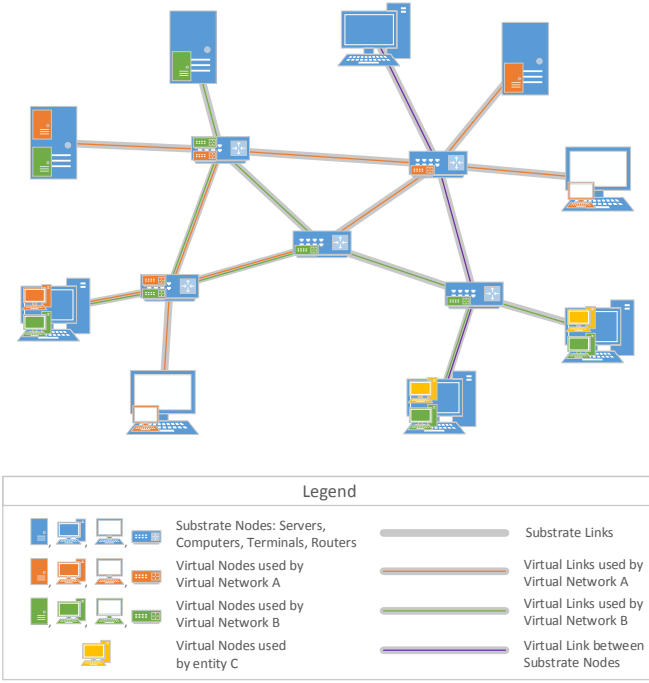 Legend
Substrate Nodes: Servers,
Computers, Terminals, Routers
Substrate Links
Virtual Nodes used by
Virtual Network A
Virtual Links used by
Virtual Network A
Virtual Nodes used by
Virtual Network B
Virtual Links used by
Virtual Network B
Virtual Nodes used
by entity C
Virtual Link between
Substrate Nodes